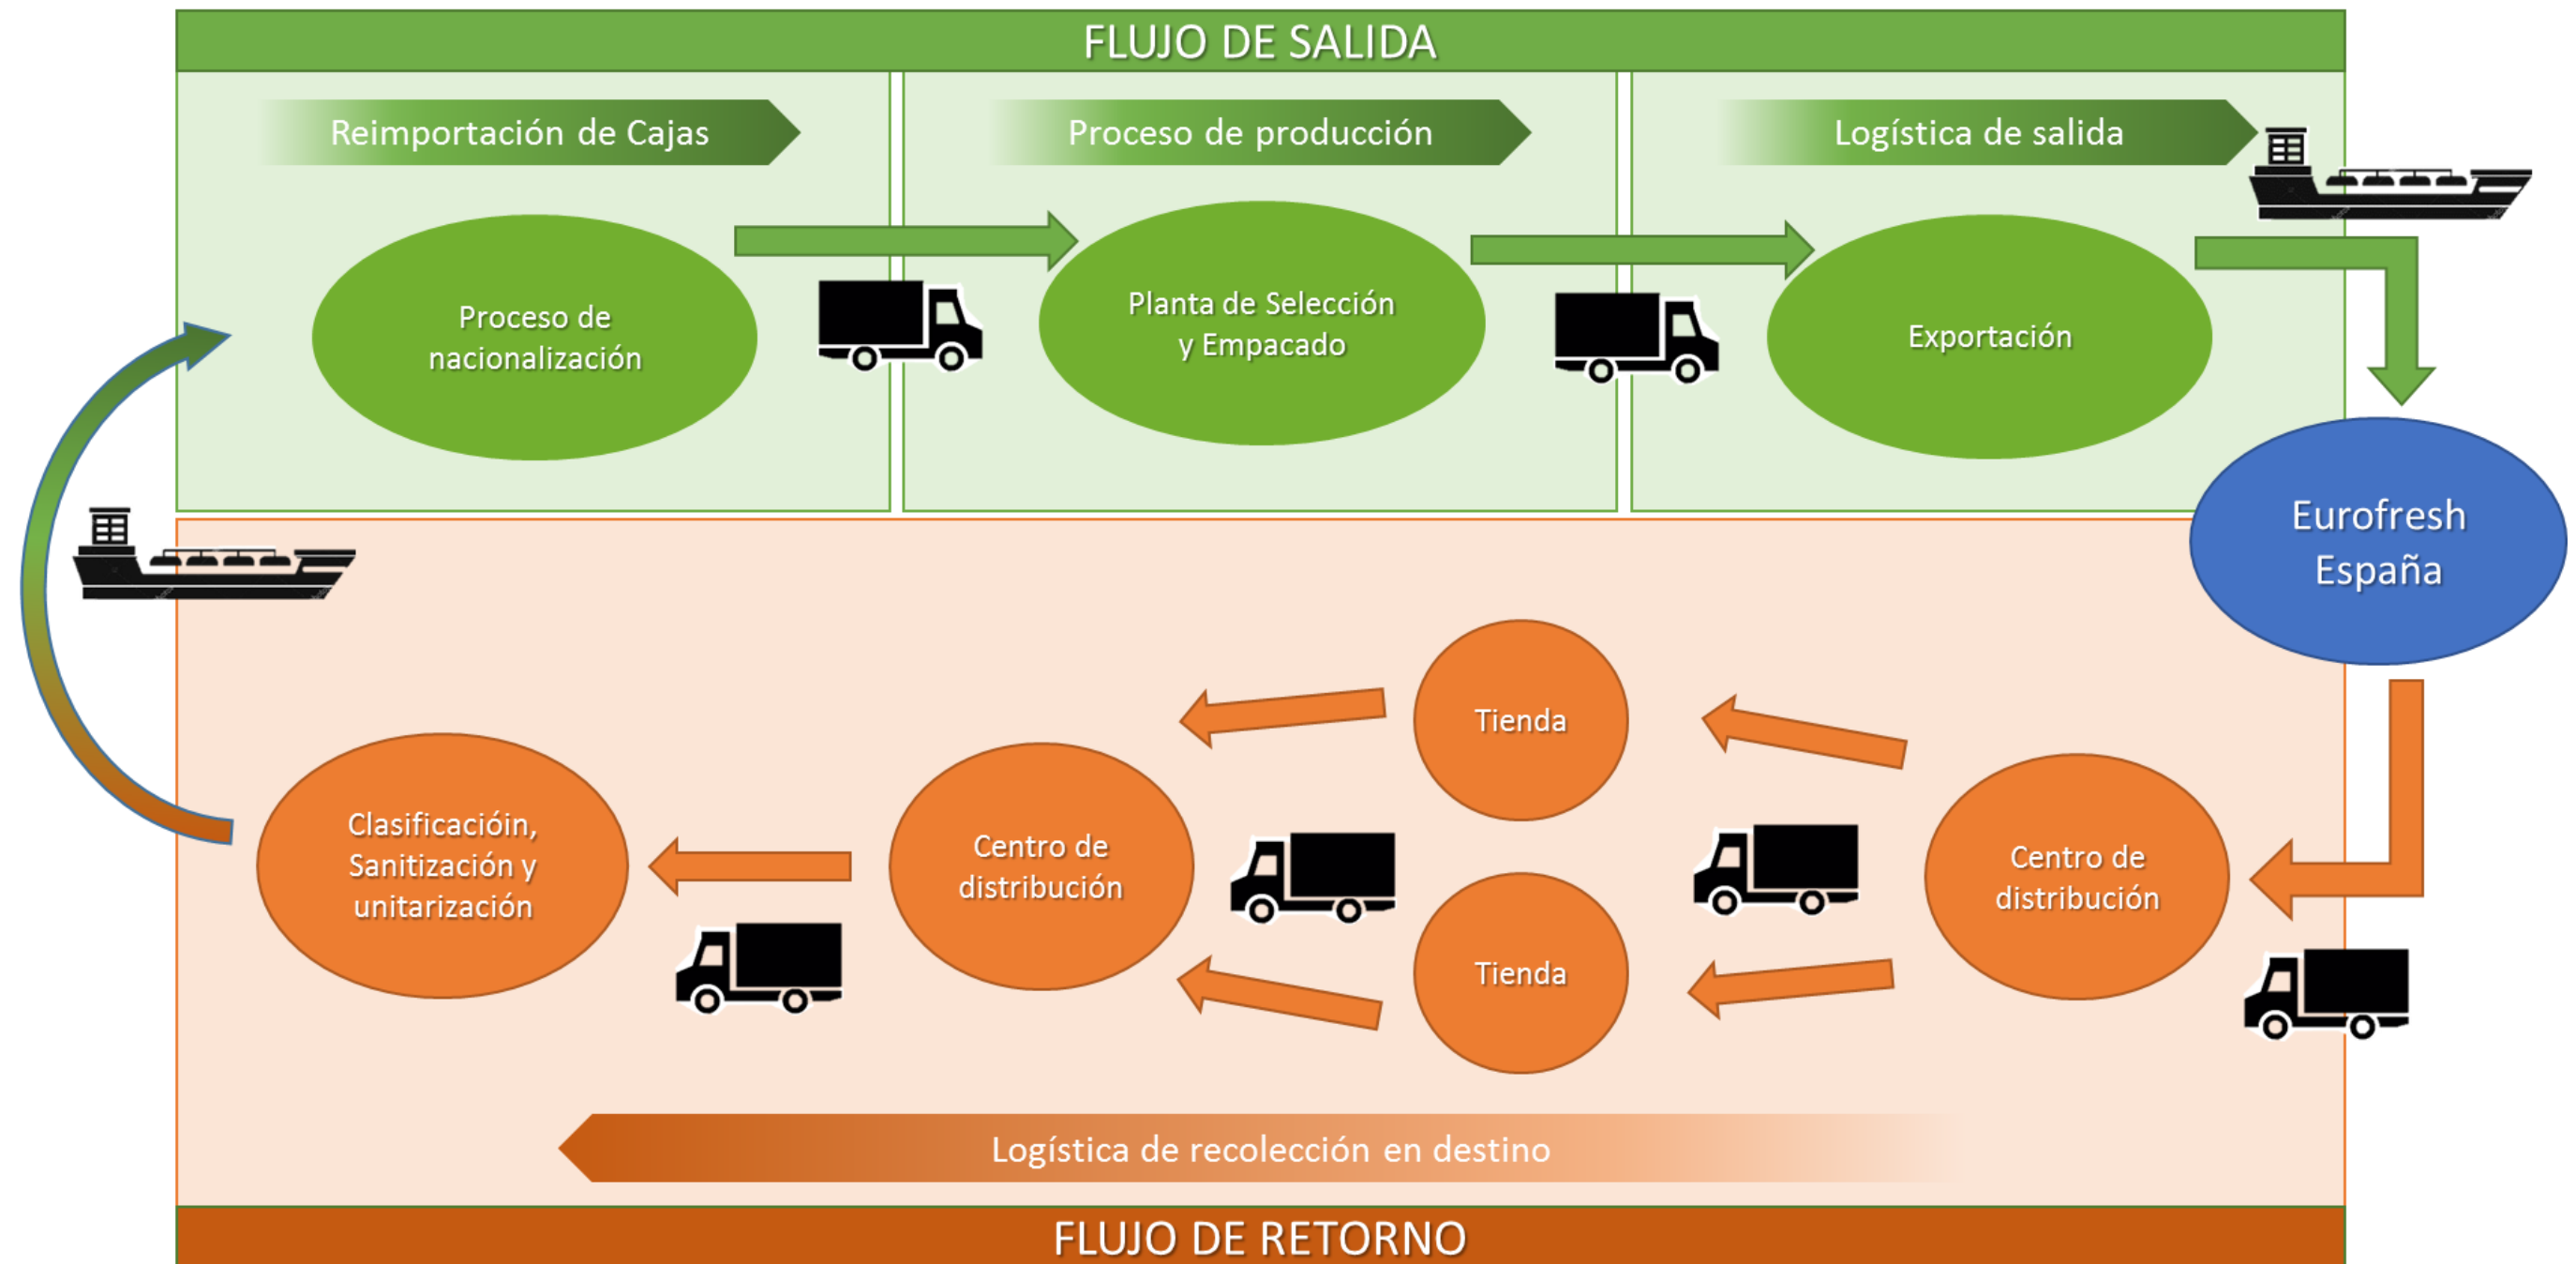 FLUJO DE SALIDA
Reimportación de Cajas
Proceso de producción
Logística de salida
Proceso de
nacionalización
Planta de Selección
y Empacado
Exportación
Eurofresh
España
Tienda
Clasificacióin,
Sanitización y
unitarización
Centro de
distribución
Tienda
Centro de
distribución
Logística de recolección en destino
FLUJO DE RETORNO